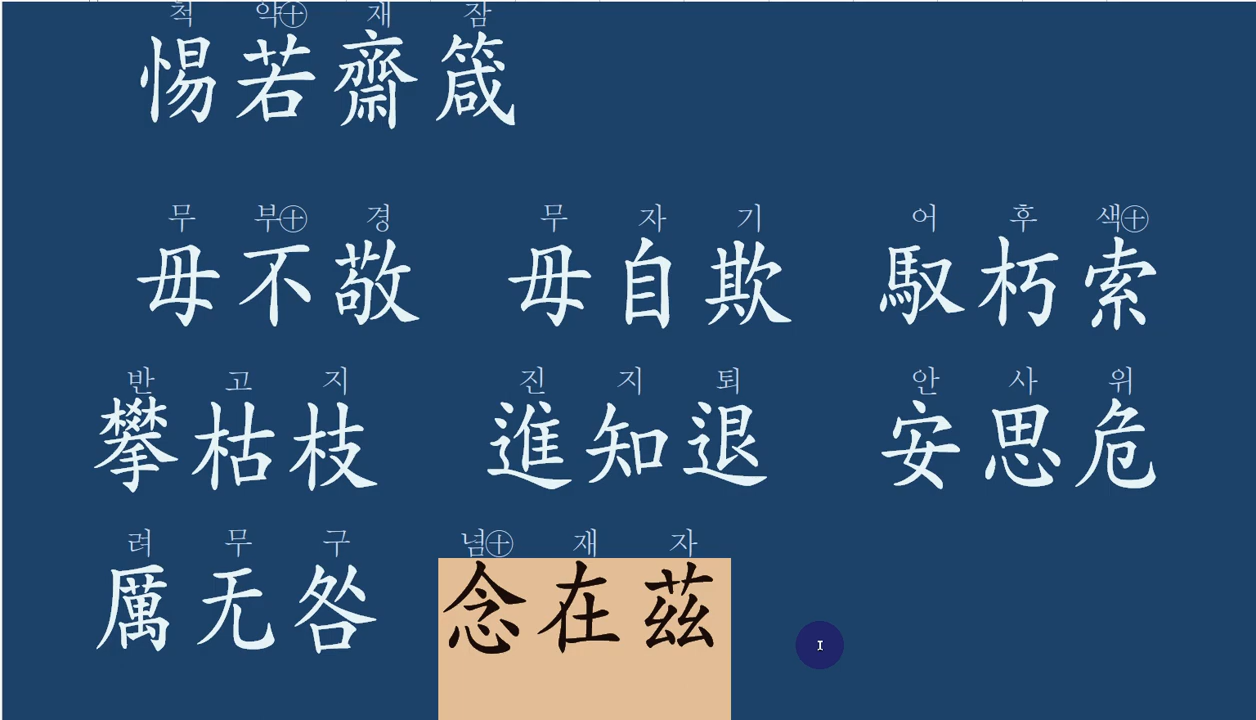 척 약㊉ 재 잠
惕若齋箴
무 부㊉ 경 무 자 기 어 후 색㊉
毋不敬 毋自欺 馭朽索
반 고 지 진 지 퇴 안 사 위
攀枯枝 進知退 安思危
려 무 구 념㊉ 재 자
厲无咎 念在玆